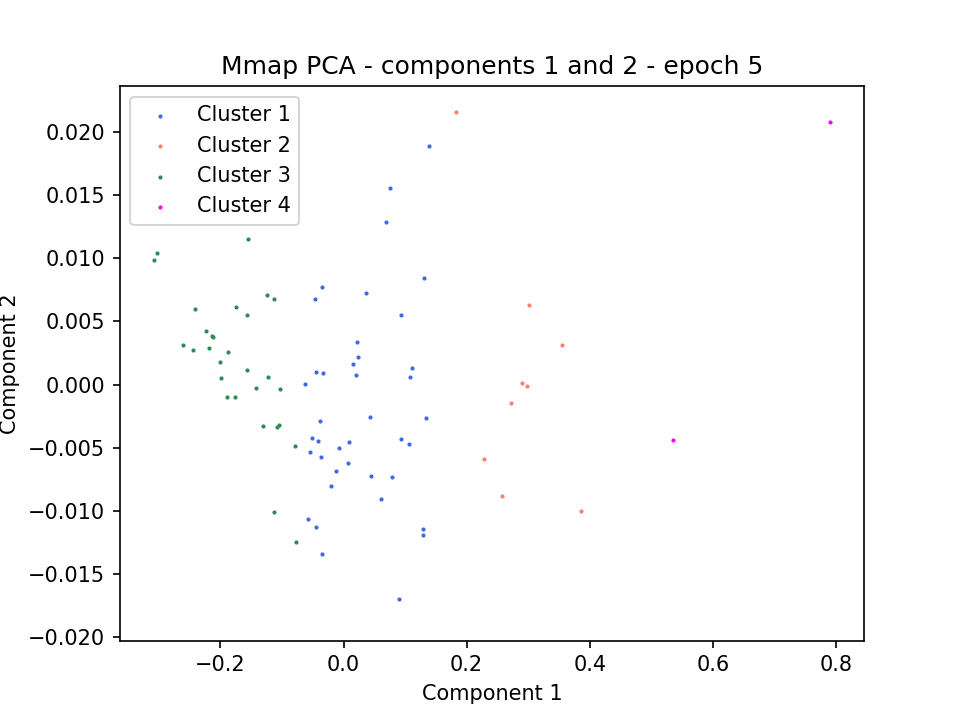 Mmap PCA - components 1 and 2 - epoch 5
Cluster 1
Cluster 2
Cluster 3
Cluster 4
0.020
0.015
0.010
0.005
0.000
−0.005
−0.010
−0.015
−0.020
Component 2
−0.2
0.0
0.2
0.4
0.6
0.8
Component 1